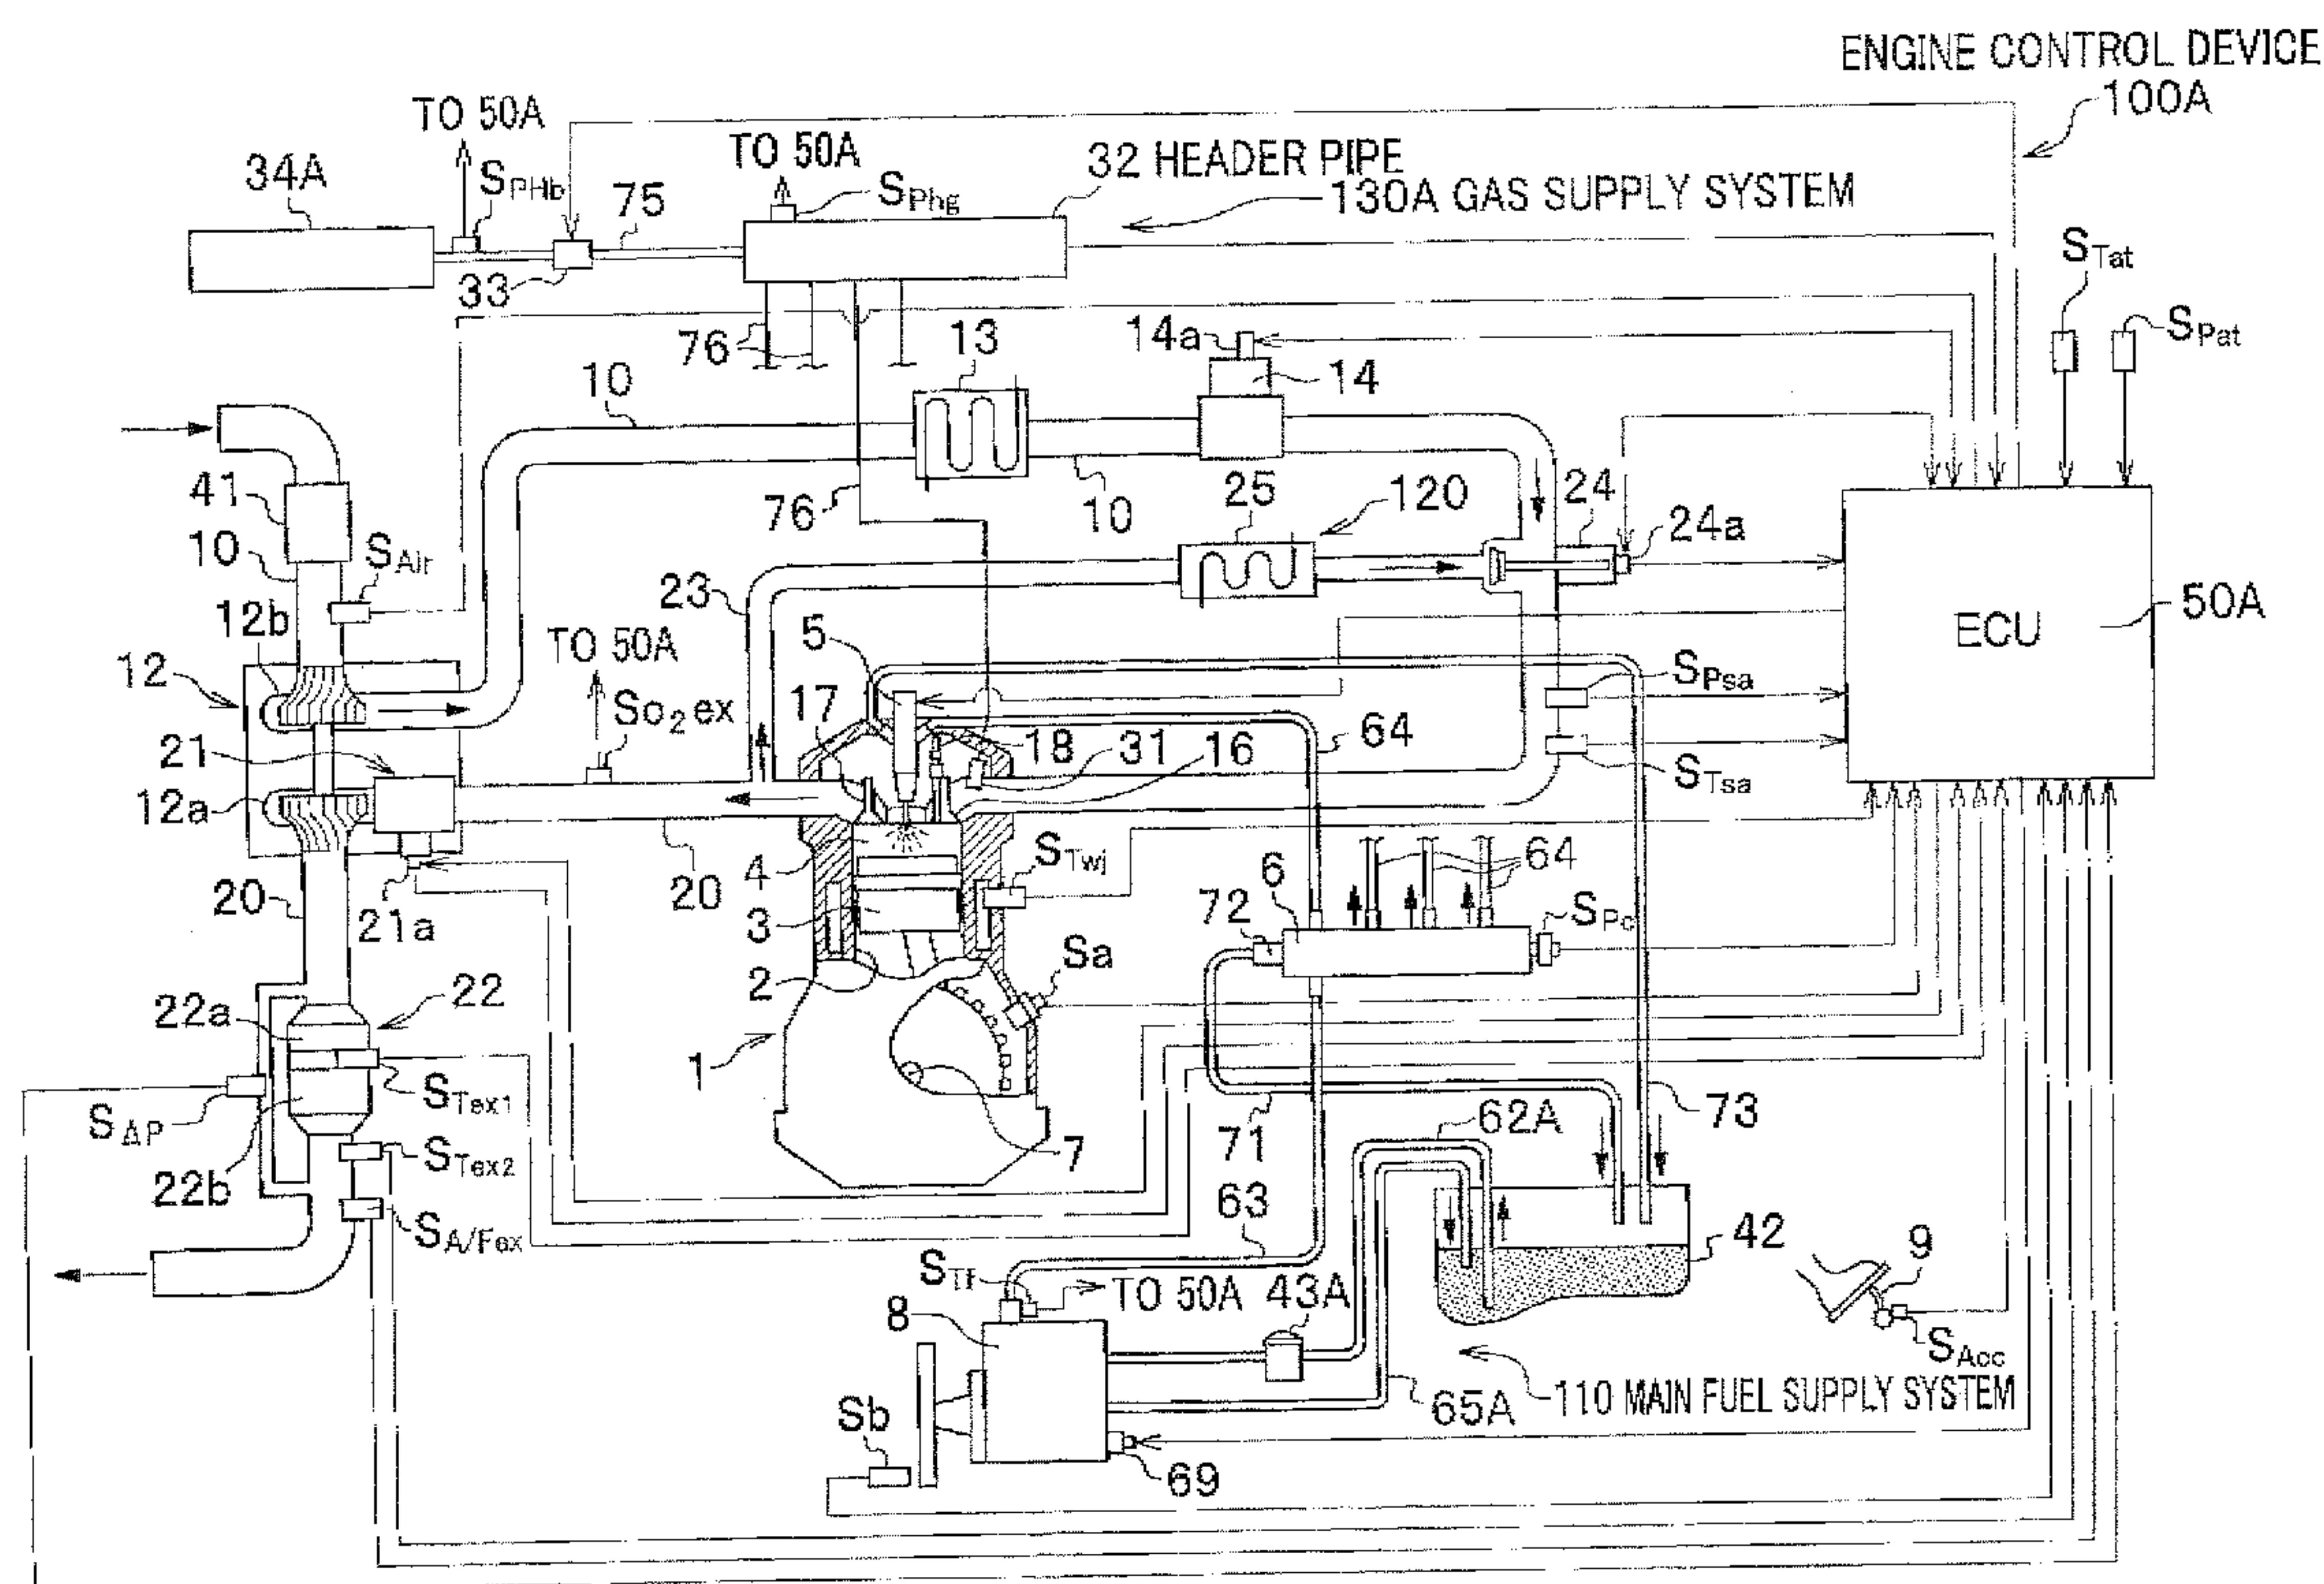 ENGINE CONTROL DEVICE
100A
TO 50A
TO 50A
32 HEADER PIPE
34A
SPHb
75
SPhg
130A GAS SUPPLY SYSTEM
33
STat
SPat
76
13
14a
14
10
41
76
10
25
120
24
24a
10
SAir
23
5
ECU
50A
12b
TO 50A
12
17
So2 ex
SPsa
21
18
31
16
64
12a
STsa
4
STwj
20
6
64
20
21a
3
72
SPc
2
Sa
22a
22
1
STex1
SΔP
62A
73
71
7
STex2
22b
63
SA/Fex
42
9
STf
TO 50A
43A
8
SAcc
65A
110 MAIN FUEL SUPPLY SYSTEM
Sb
69